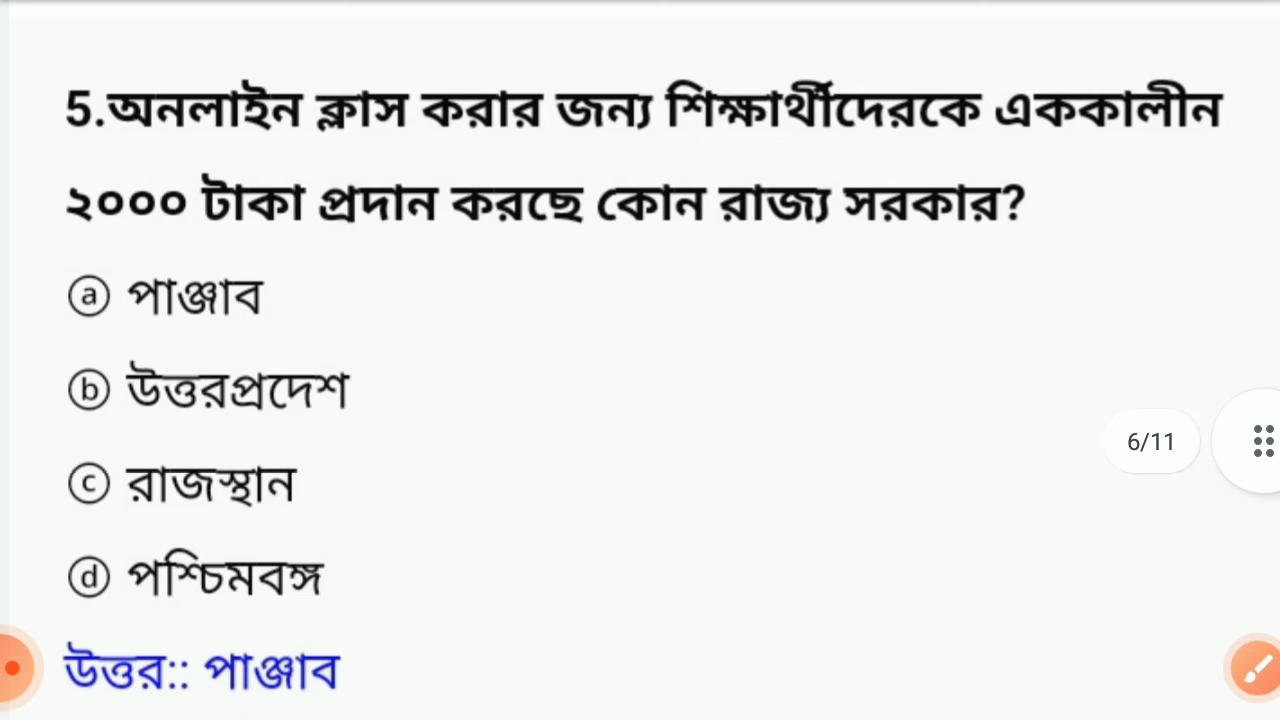 5.অনলাইন ক্লাস করার জন্য শিক্ষার্থীদেরকে এককালীন
২০০০ টাকা প্রদান করছে কোন রাজ্য সরকার?
ⓐ পাঞ্জাব
ⓑ উত্তরপ্রদেশ
ⓒ রাজস্থান
6/11
ⓓ পশ্চিমবঙ্গ
উত্তর:: পাঞ্জাব